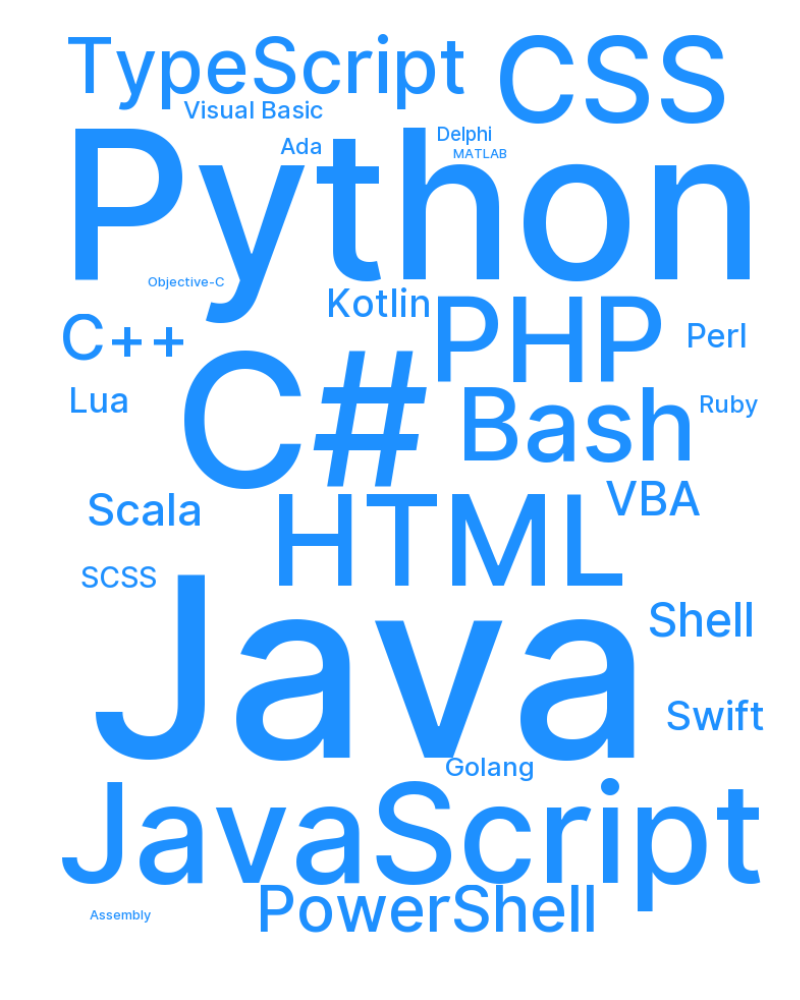 TypeScript
CSS
Visual Basic
Python
Ada
Delphi
MATLAB
Objective-C
Kotlin
PHP
C++
Perl
C#
Lua
Bash
Ruby
Scala
HTML
VBA
SCSS
Java
Shell
Swift
Golang
JavaScript
PowerShell
Assembly